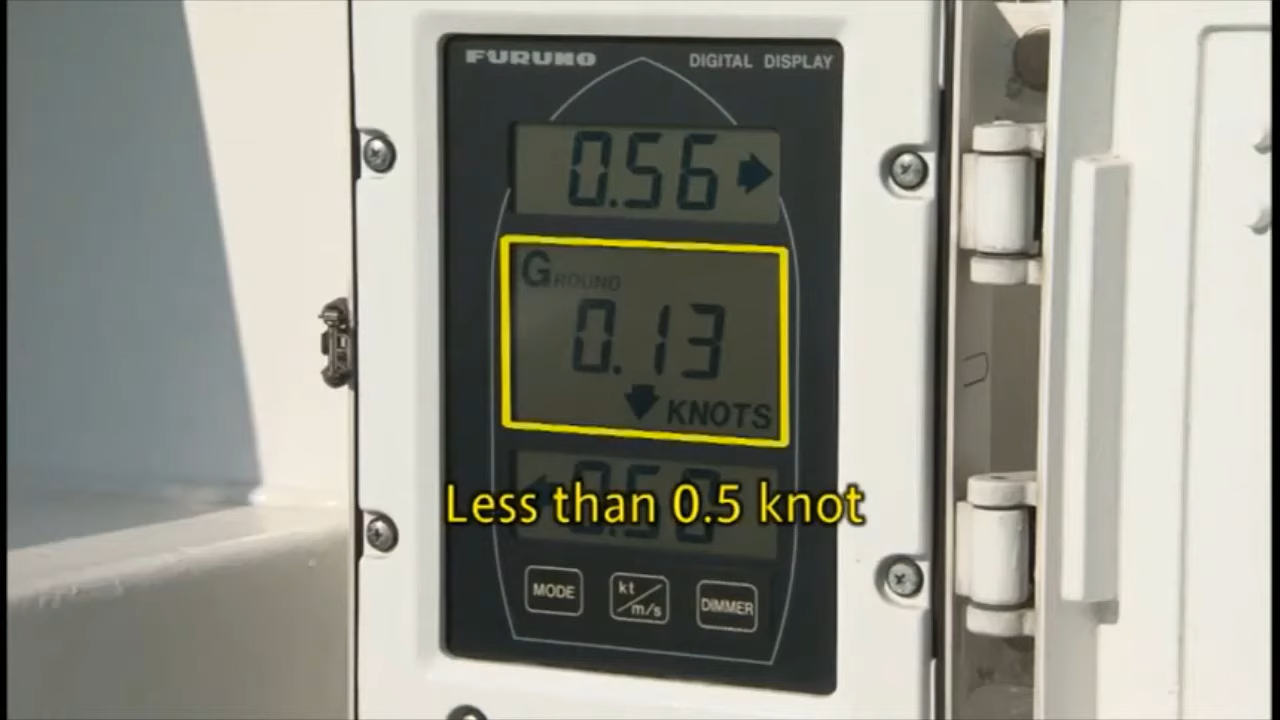 FURUNO
DIGITAL DISPLAY
0.56
GROUND
0.13
KNOTS
Less than 0.5 knot
MODE
kt/m/s
DIMMER